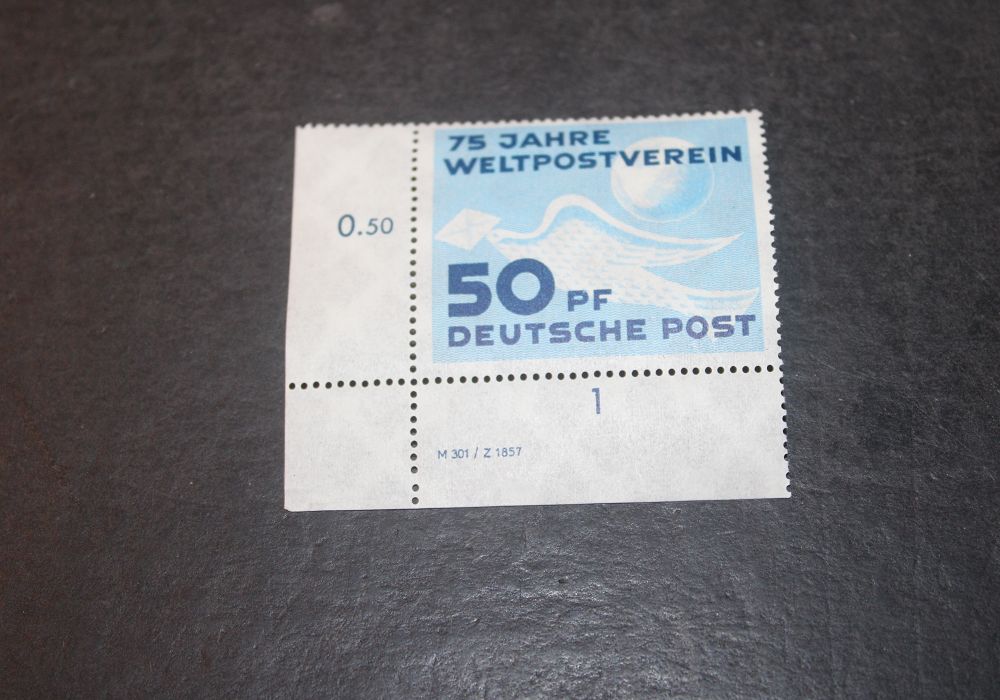 75 JAHRE
WELTPOSTVEREIN
0.50
50 PF
DEUTSCHE POST
1
M 301 / Z 1857